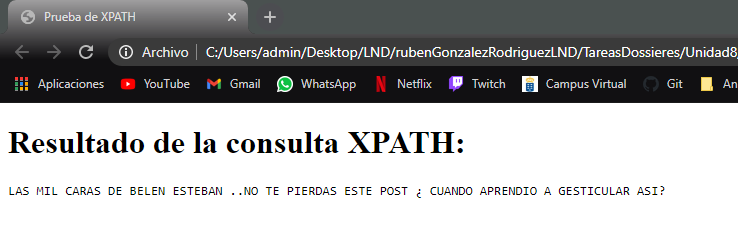 Prueba de XPATH
Archivo C:/Users/admin/Desktop/LND/rubenGonzalezRodriguezLND/TareasDossieres/Unidad8/
Aplicaciones YouTube Gmail WhatsApp Netflix Twitch Campus Virtual Git An
Resultado de la consulta XPATH:
LAS MIL CARAS DE BELEN ESTEBAN ..NO TE PIERDAS ESTE POST ¿ CUANDO APRENDIO A GESTICULAR ASI?